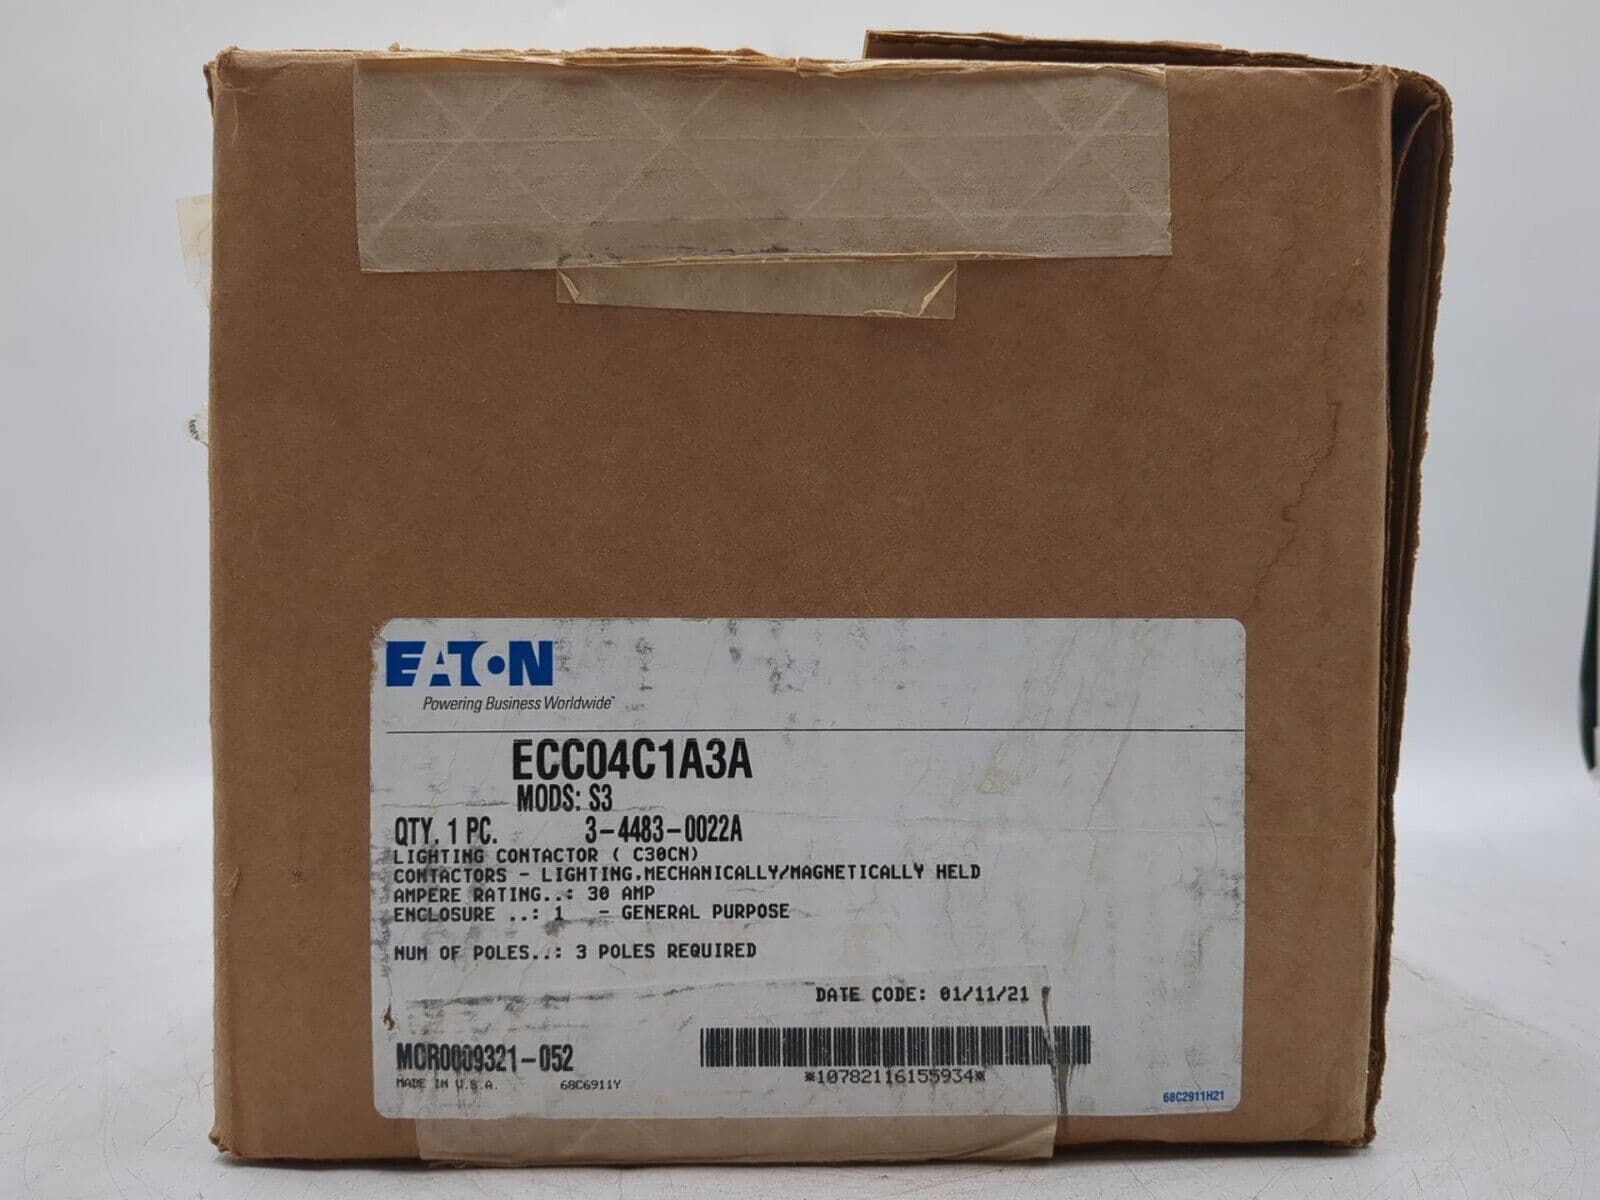 EATON
Powering Business Worldwide™
ECC04C1A3A
MODS: S3
QTY. 1 PC. 3-4483-0022A
LIGHTING CONTACTOR ( C30CN)
CONTACTORS - LIGHTING,MECHANICALLY/MAGNETICALLY HELD
AMPERE RATING..: 30 AMP
ENCLOSURE ..: 1 - GENERAL PURPOSE
NUM OF POLES..: 3 POLES REQUIRED
DATE CODE: 01/11/21
MCR0009321-052
*10782116155934*
MADE IN U.S.A. 68C6911Y
68C2911H21